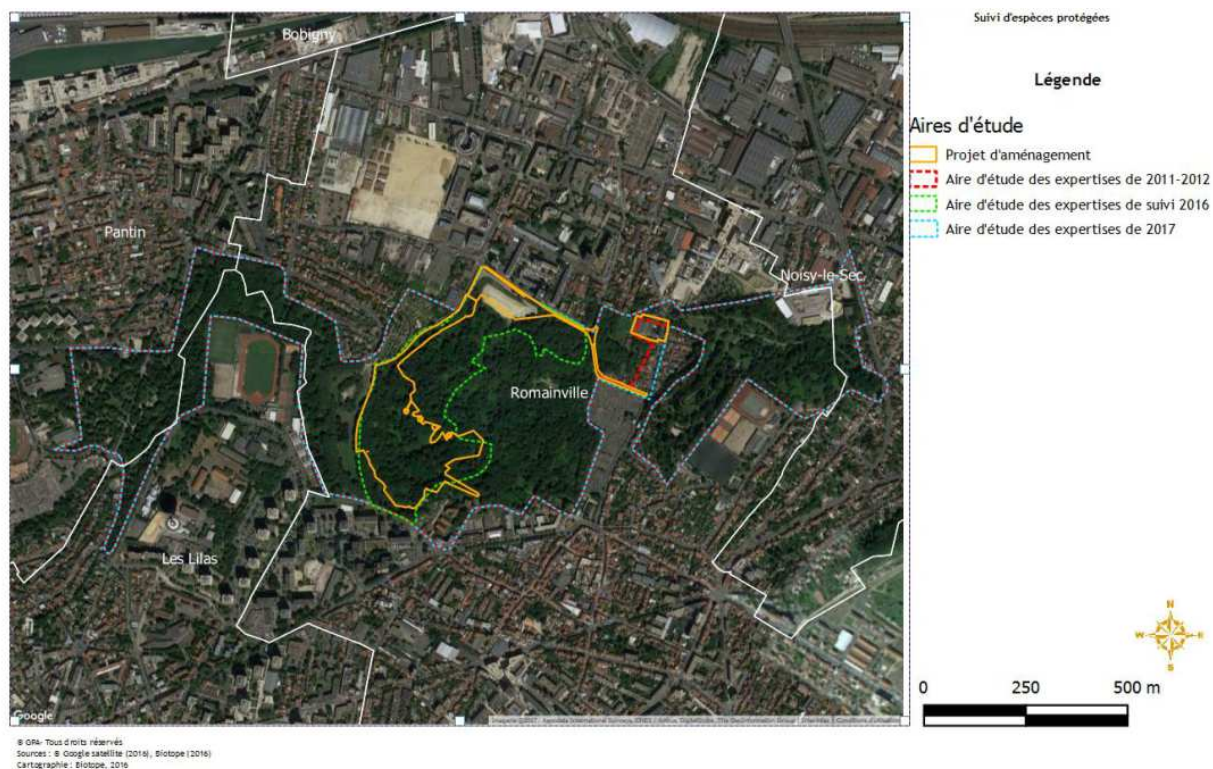 Suivi d'espèces protégées
Légende
Aires d'étude
Projet d'aménagement
Aire d'étude des expertises de 2011-2012
Aire d'étude des expertises de suivi 2016
Aire d'étude des expertises de 2017
Bobigny
Pantin
Noisy-le-Sec
Romainville
Les Lilas
Google
N
W
E
S
0 250 500 m
© GPA- Tous droits réservés
Sources : © Google satellite (2016), Biotope (2016)
Cartographie : Biotope, 2016